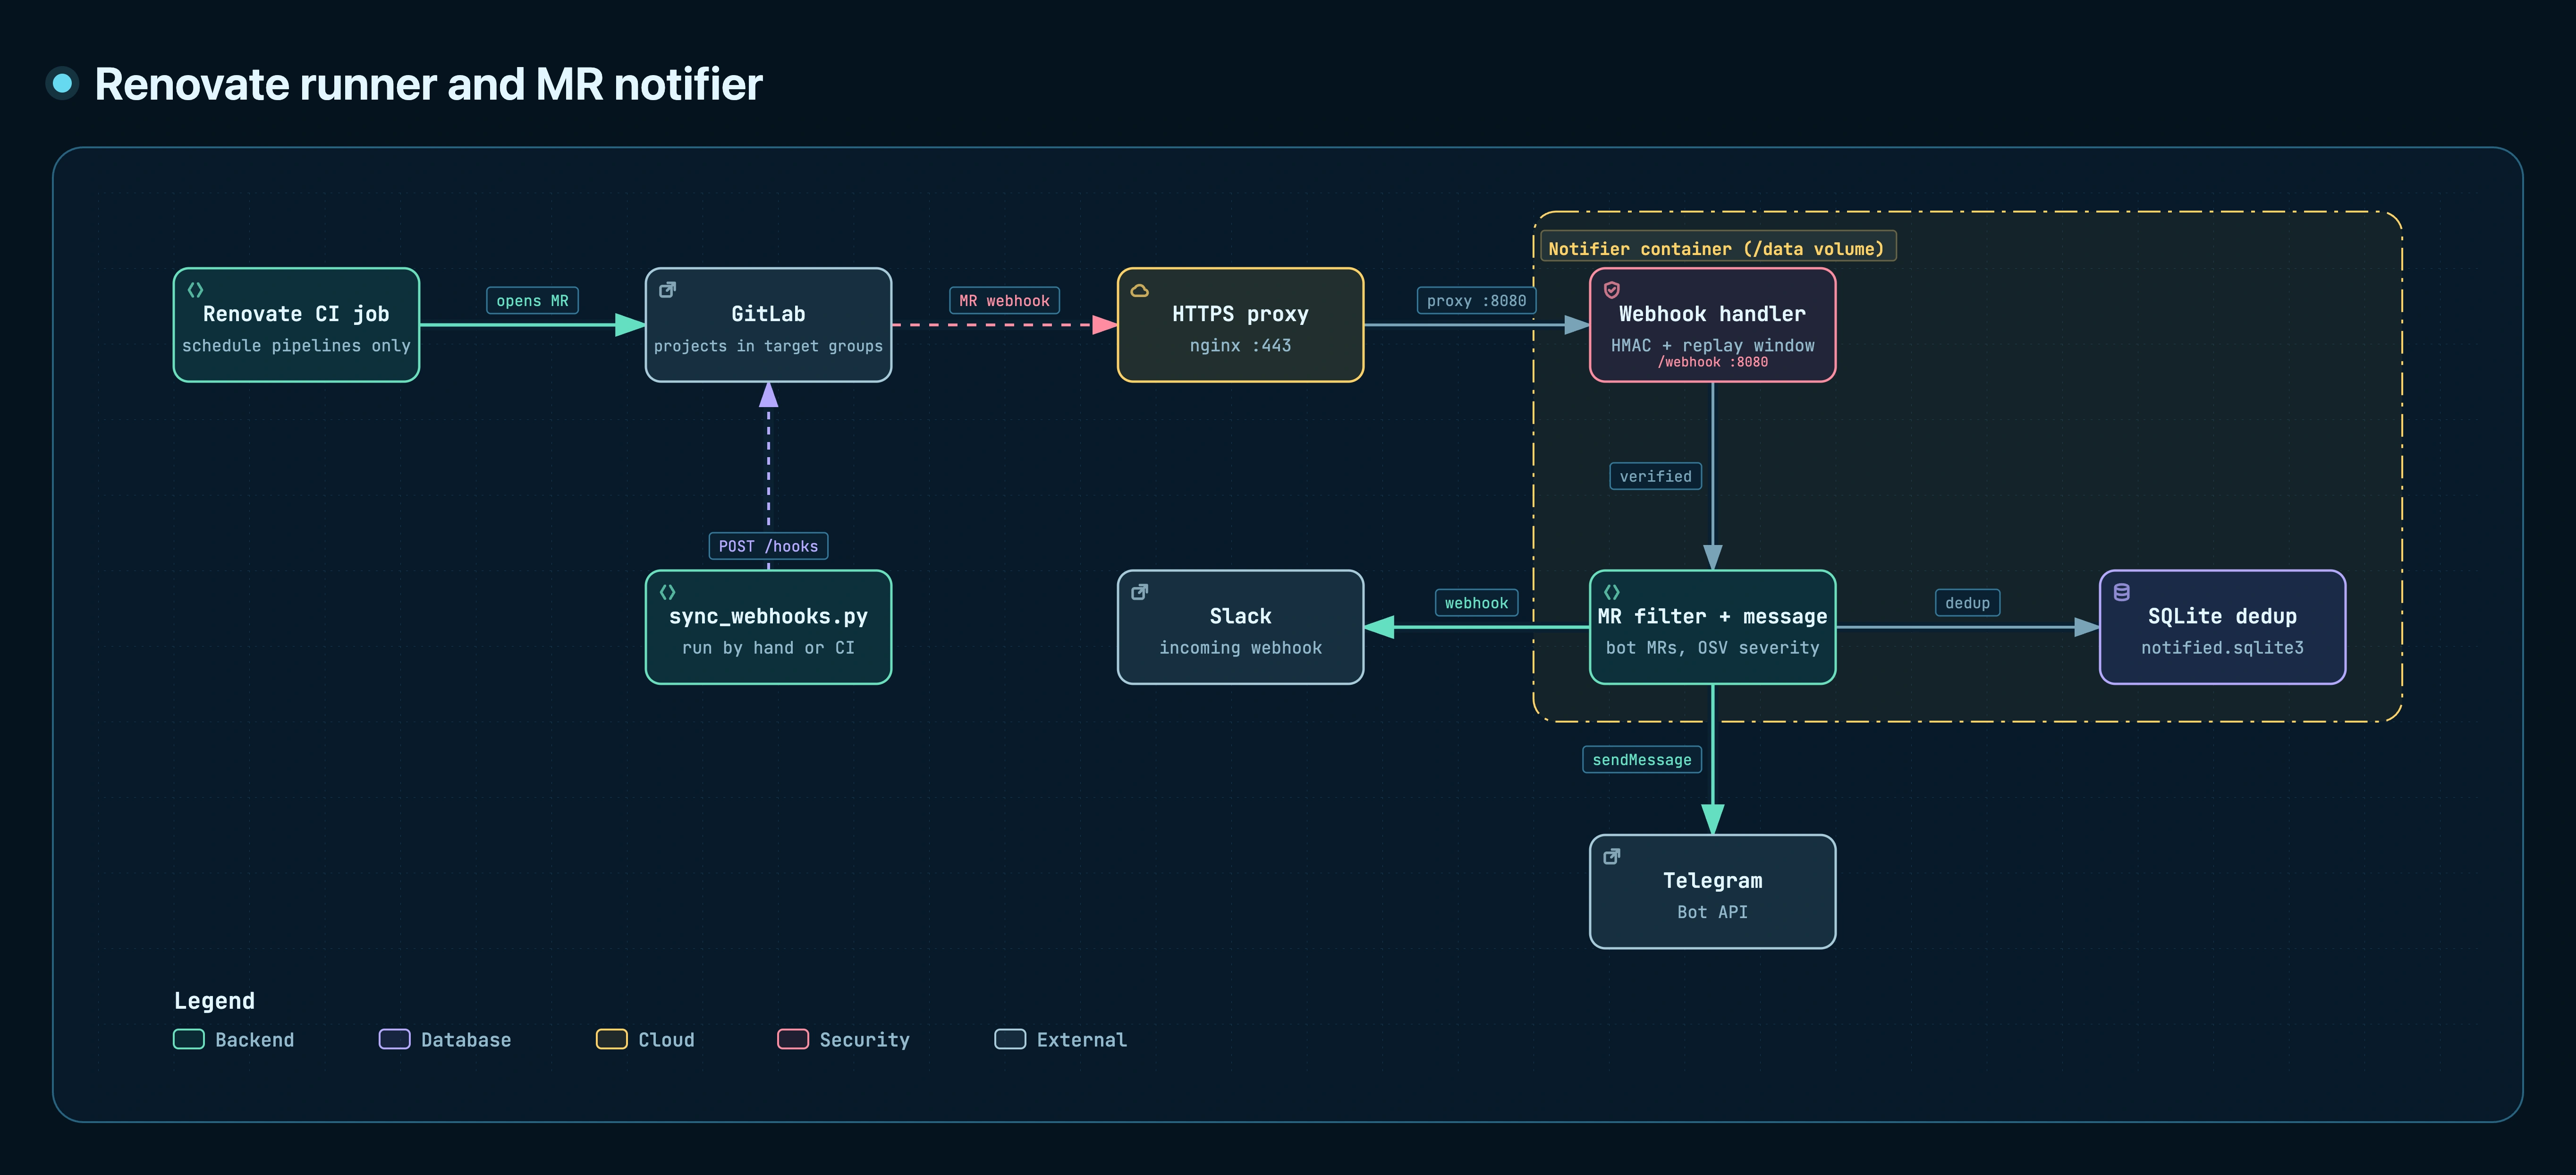 Renovate runner and MR notifier
Notifier container (/data volume)
Renovate CI job
schedule pipelines only
opens MR
GitLab
projects in target groups
MR webhook
HTTPS proxy
nginx :443
proxy :8080
Webhook handler
HMAC + replay window
/webhook :8080
verified
POST /hooks
sync_webhooks.py
run by hand or CI
Slack
incoming webhook
webhook
MR filter + message
bot MRs, OSV severity
dedup
SQLite dedup
notified.sqlite3
sendMessage
Telegram
Bot API
Legend
Backend
Database
Cloud
Security
External